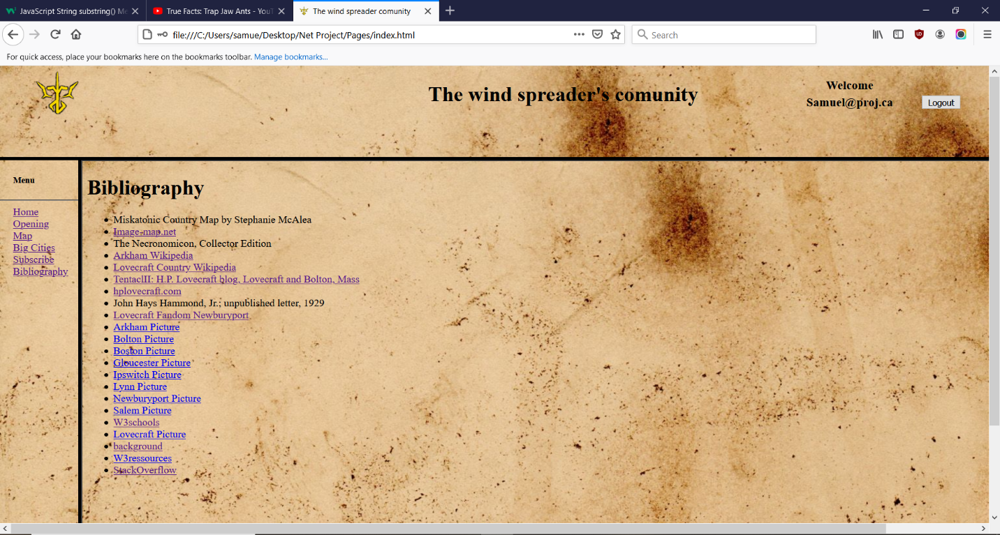 JavaScript String substring() Me
True Facts: Trap Jaw Ants - YouT
The wind spreader comunity
file:///C:/Users/samue/Desktop/Net Project/Pages/index.html
Search
For quick access, place your bookmarks here on the bookmarks toolbar. Manage bookmarks...
The wind spreader's comunity
Welcome
Samuel@proj.ca
Logout
Menu
Home
Opening
Map
Big Cities
Subscribe
Bibliography
Bibliography
Miskatonic Country Map by Stephanie McAlea
Image-map.net
The Necronomicon, Collector Edition
Arkham Wikipedia
Lovecraft Country Wikipedia
TentaclII: H.P. Lovecraft blog, Lovecraft and Bolton, Mass
hplovecraft.com
John Hays Hammond, Jr.; unpublished letter, 1929
Lovecraft Fandom Newburyport
Arkham Picture
Bolton Picture
Boston Picture
Gloucester Picture
Ipswitch Picture
Lynn Picture
Newburyport Picture
Salem Picture
W3schools
Lovecraft Picture
background
W3ressources
StackOverflow